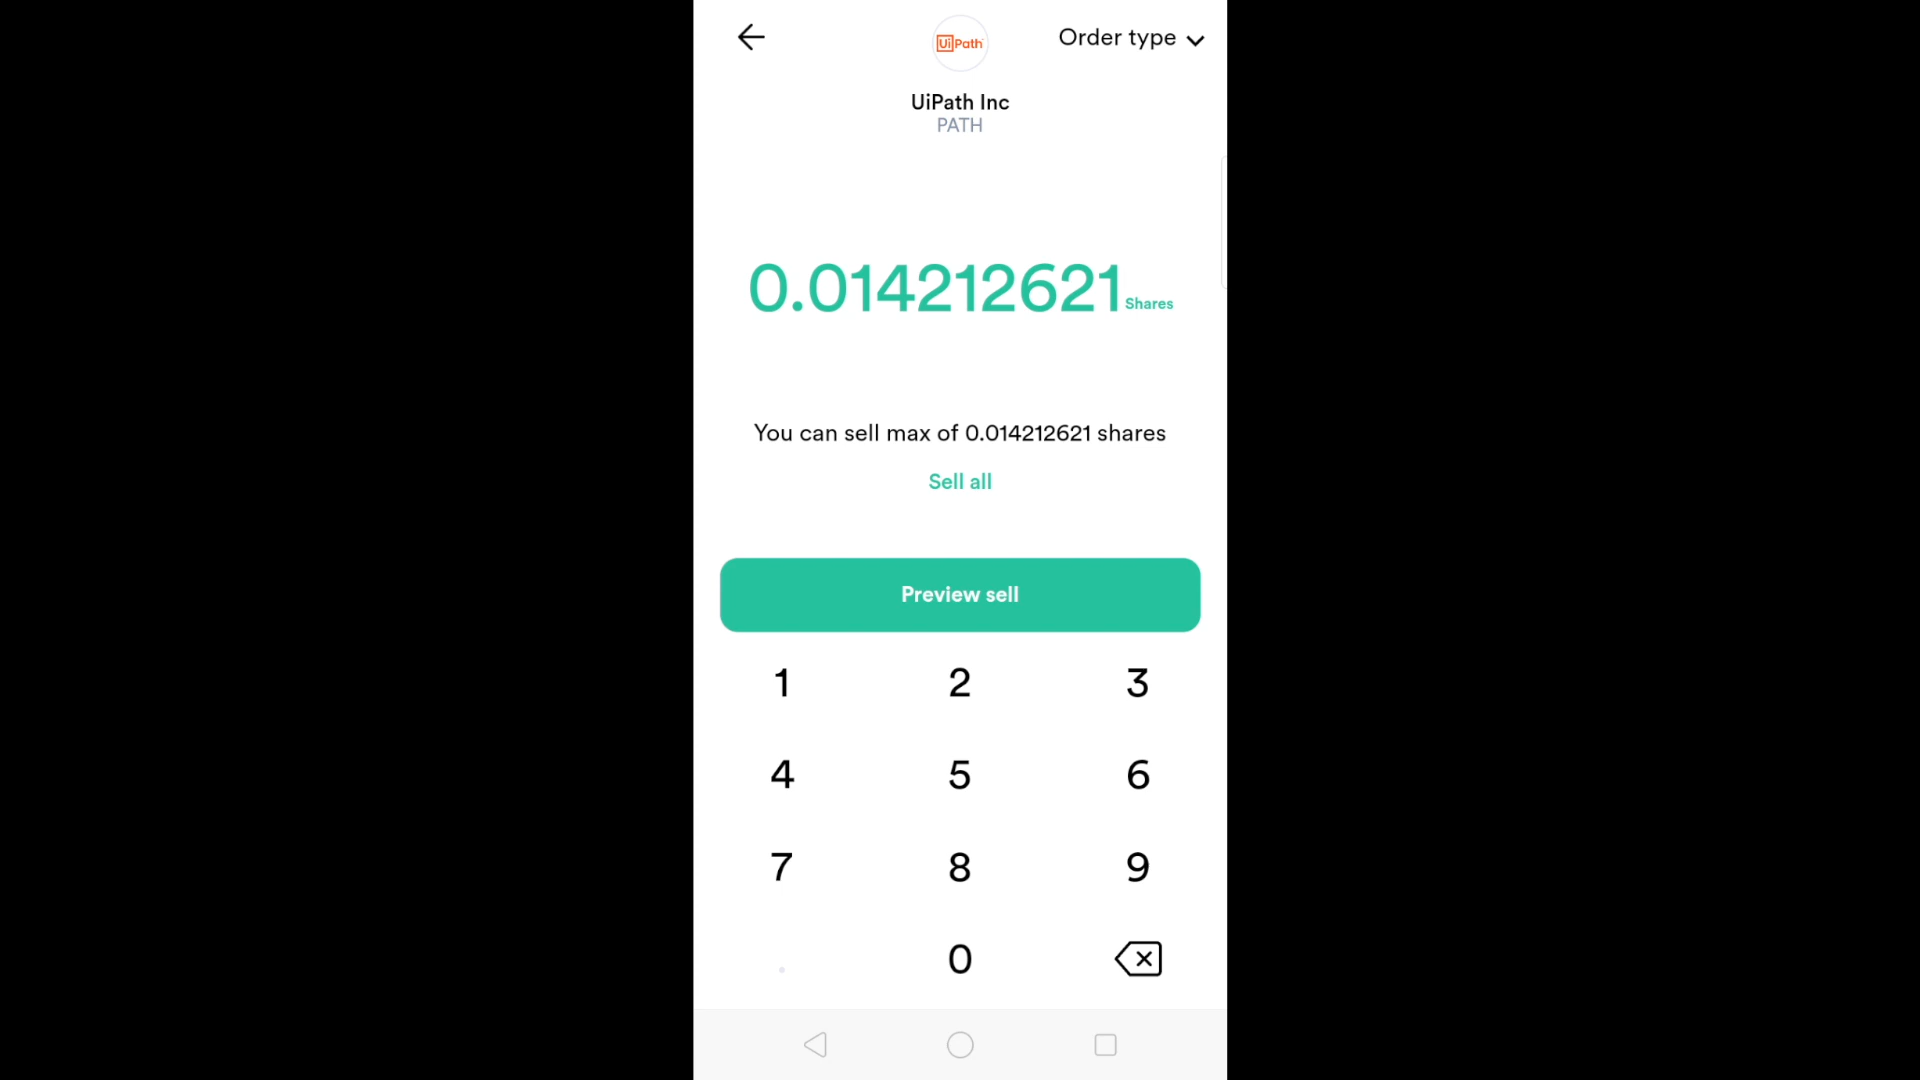 Order type
UiPath
UiPath Inc
PATH
0.014212621 Shares
You can sell max of 0.014212621 shares
Sell all
Preview sell
1 2 3
4 5 6
7 8 9
. 0